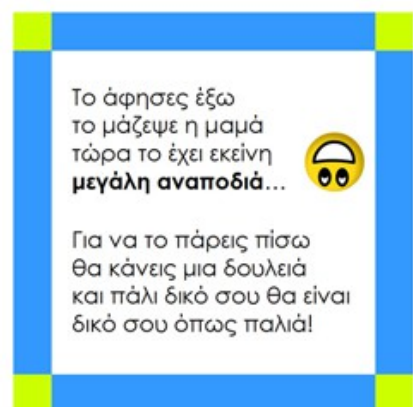 Το άφησες έξω
το μάζεψε η μαμά
τώρα το έχει εκείνη
μεγάλη αναποδιά...
Για να το πάρεις πίσω
θα κάνεις μια δουλειά
και πάλι δικό σου θα είναι
δικό σου όπως παλιά!